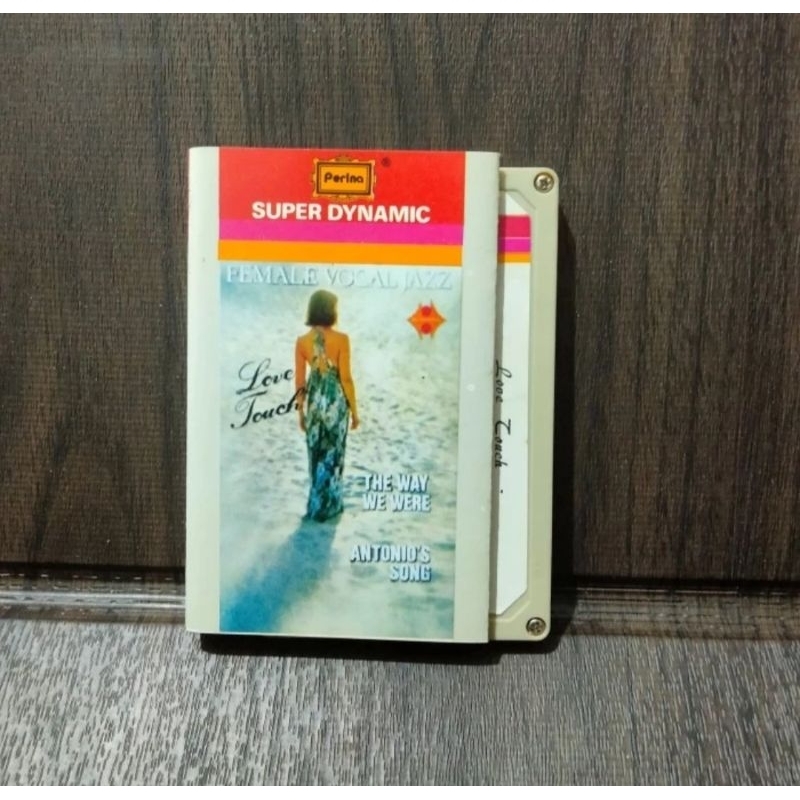 Perina
®
SUPER DYNAMIC
FEMALE VOCAL JAZZ
Love
Touch
THE WAY
WE WERE
ANTONIO'S
SONG
Love Touch .